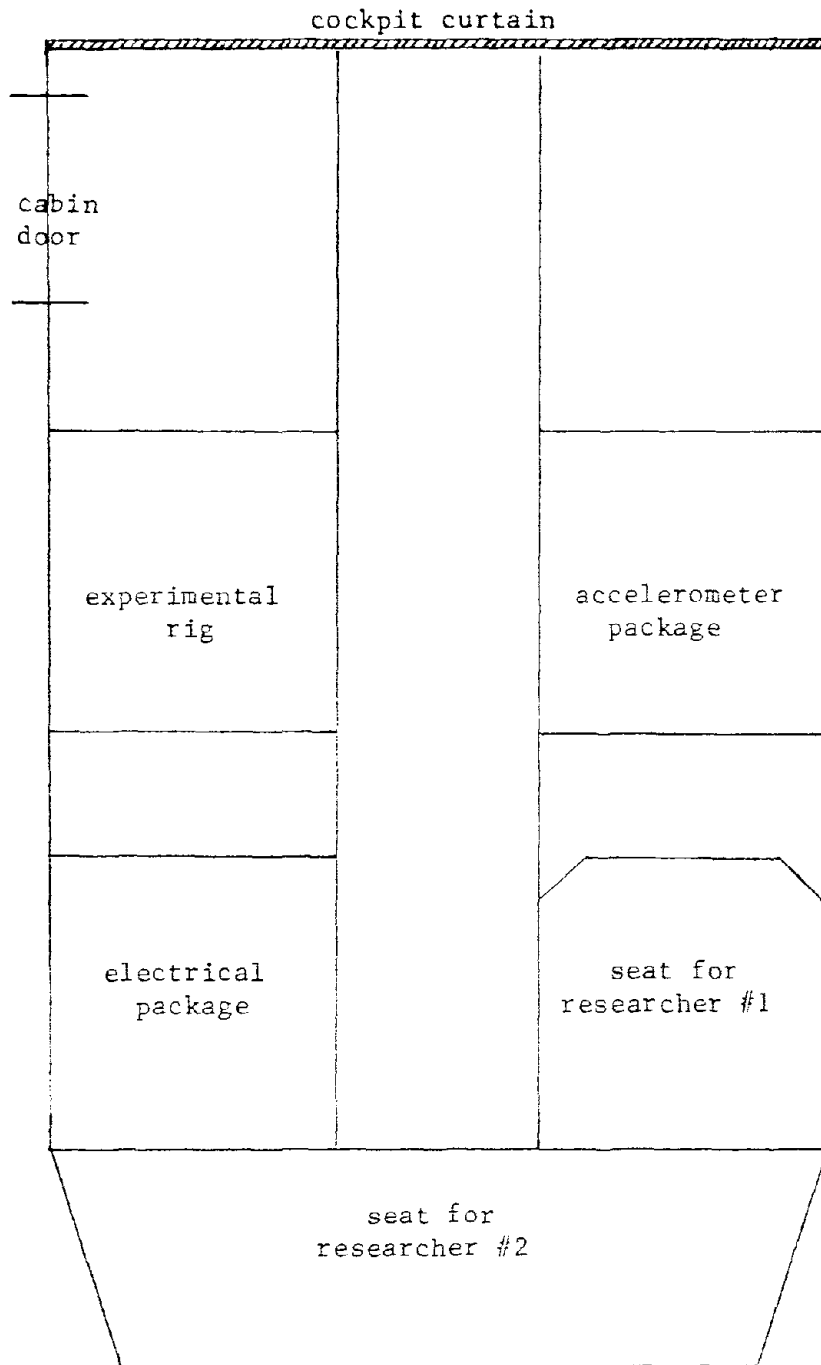 cockpit curtain
cabin
door
experimental
rig
accelerometer
package
electrical
package
seat for
researcher #1
seat for
researcher #2